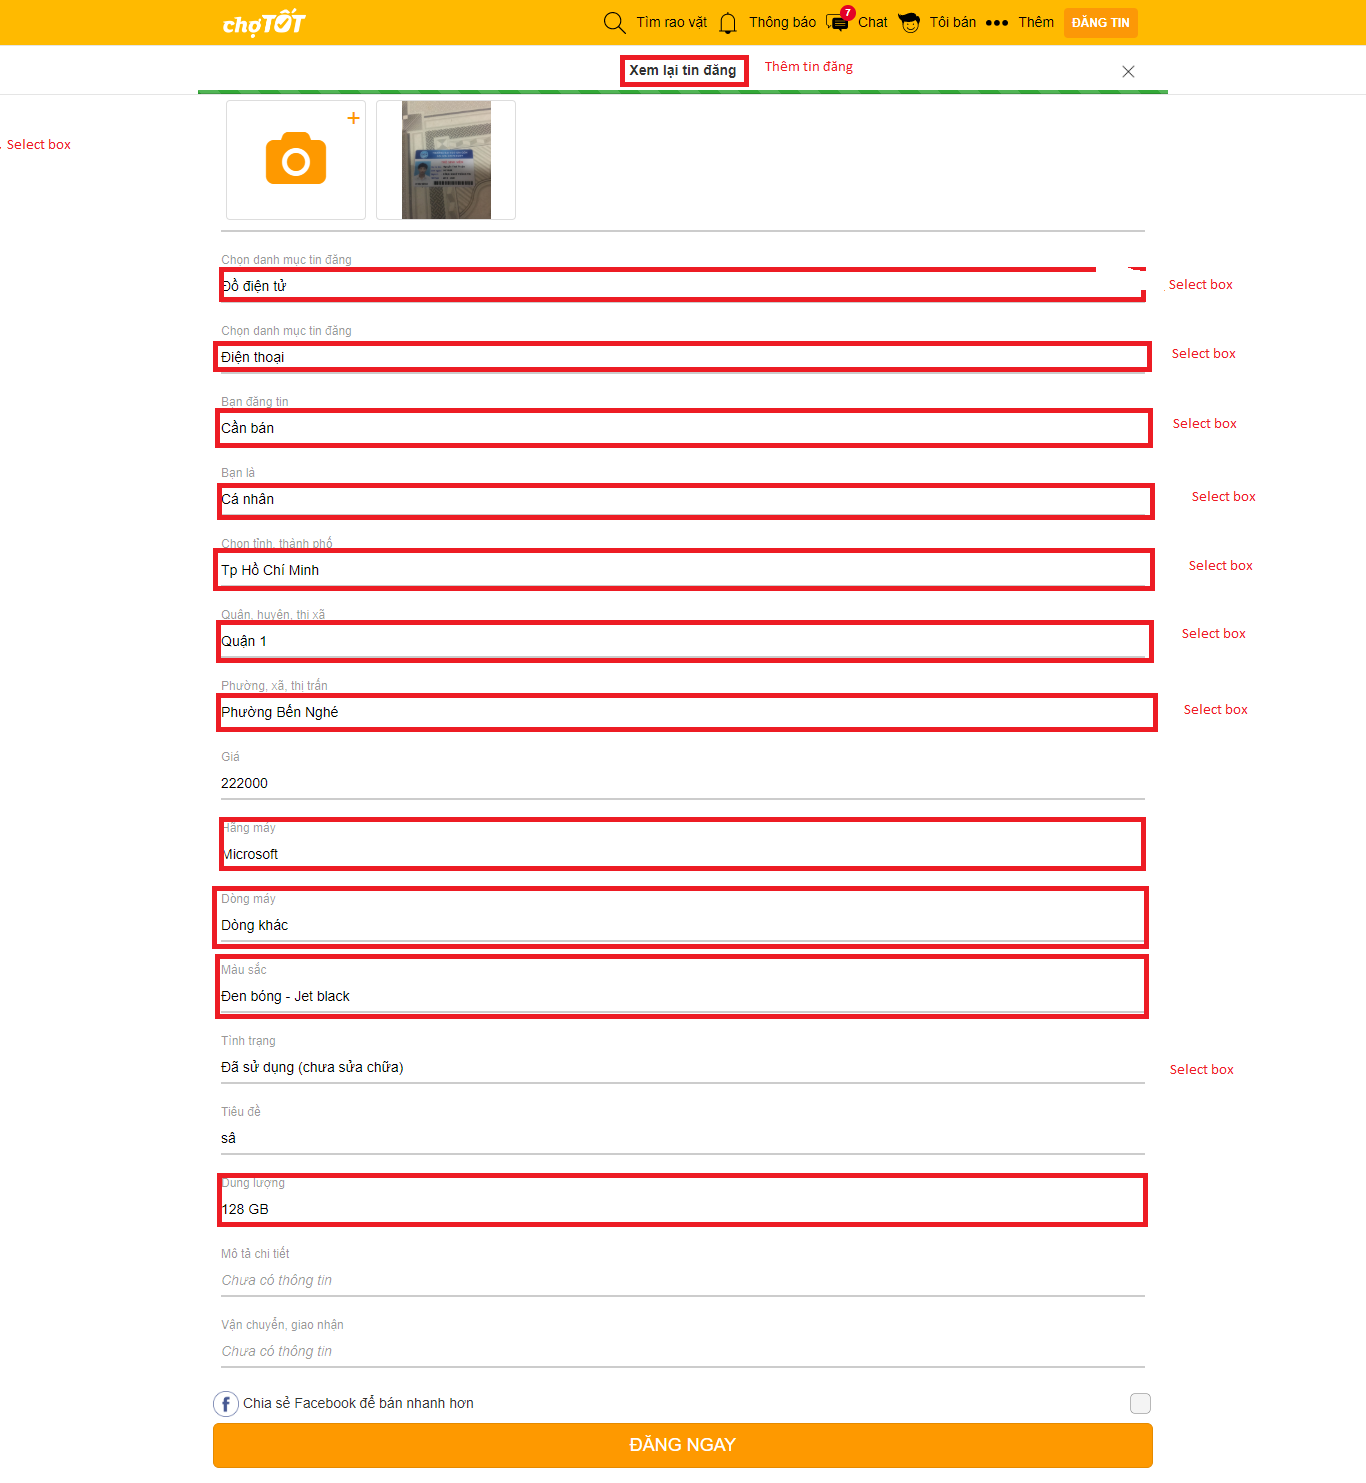 chợTỐT
Tìm rao vặt Thông báo 7 Chat Tôi bán Thêm ĐĂNG TIN
Xem lại tin đăng Thêm tin đăng
Select box
Chọn danh mục tin đăng
Đồ điện tử Select box
Chọn danh mục tin đăng
Điện thoại Select box
Bạn đăng tin
Cần bán Select box
Bạn là
Cá nhân Select box
Chọn tỉnh, thành phố
Tp Hồ Chí Minh Select box
Quận, huyện, thị xã
Quận 1 Select box
Phường, xã, thị trấn
Phường Bến Nghé Select box
Giá
222000
Hãng máy
Microsoft
Dòng máy
Dòng khác
Màu sắc
Đen bóng - Jet black
Tình trạng
Đã sử dụng (chưa sửa chữa) Select box
Tiêu đề
sâ
Dung lượng
128 GB
Mô tả chi tiết
Chưa có thông tin
Vận chuyển, giao nhận
Chưa có thông tin
Chia sẻ Facebook để bán nhanh hơn
ĐĂNG NGAY